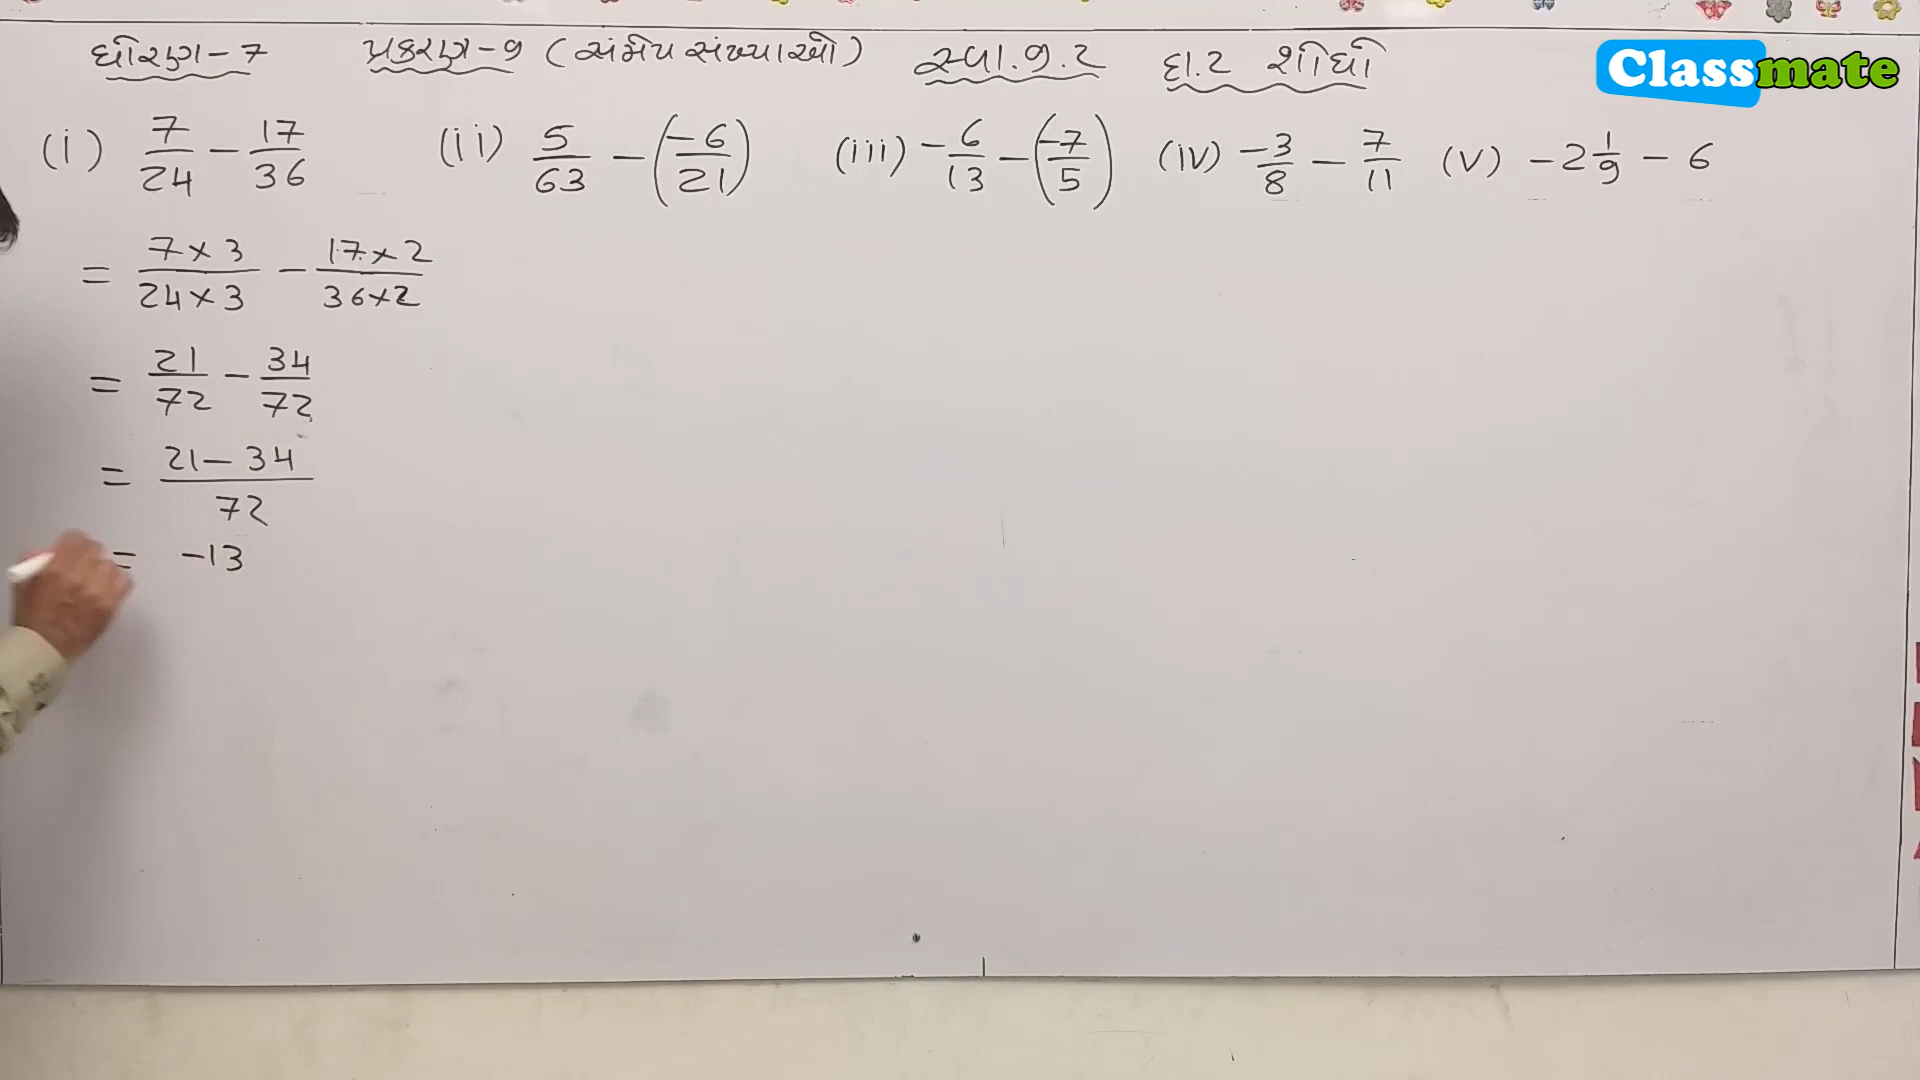 ધોરણ-7 પ્રકરણ-૯ (સંમેય સંખ્યાઓ) સ્વા.૯.2 દા.2 શોધો
Classmate
(i) 7/24 - 17/36 (ii) 5/63 - (-6/21) (iii) -6/13 - (-7/5) (iv) -3/8 - 7/11 (v) -2 1/9 - 6
= 7×3/24×3 - 17×2/36×2
= 21/72 - 34/72
= 21-34/72
= -13